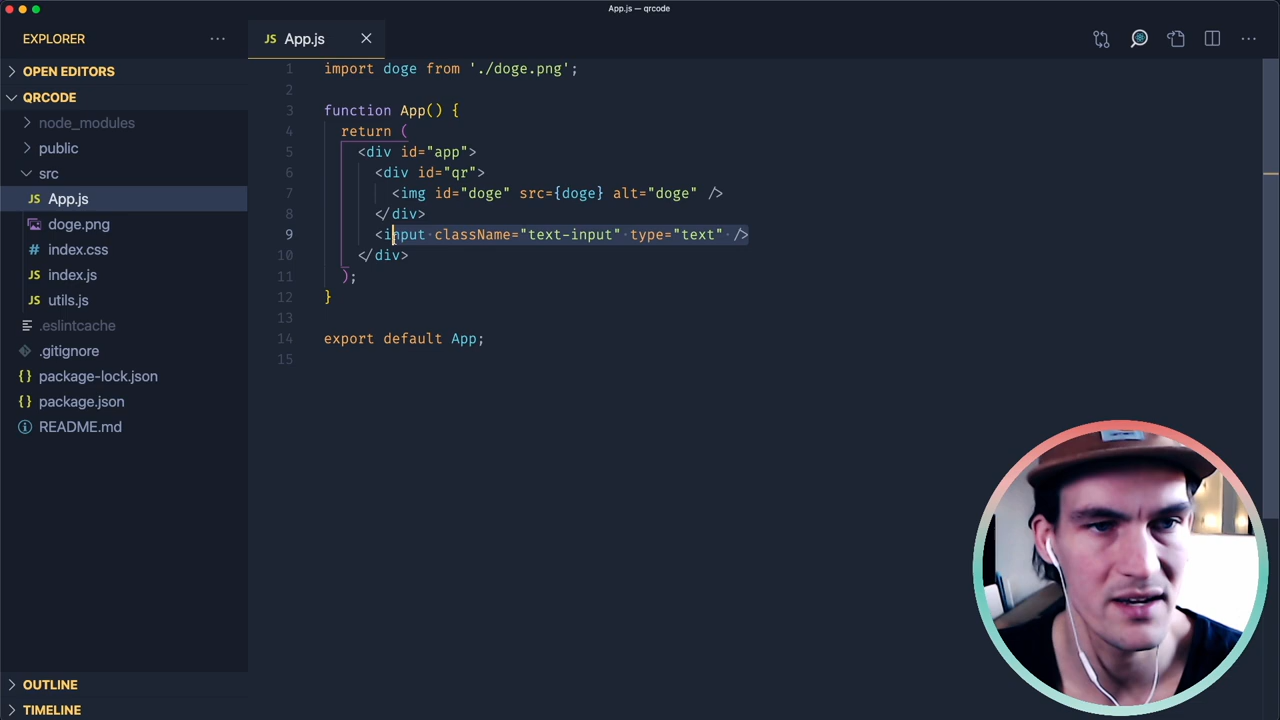 App.js — qrcode
EXPLORER
OPEN EDITORS
QRCODE
node_modules
public
src
JS App.js
doge.png
# index.css
JS index.js
JS utils.js
.eslintcache
.gitignore
{} package-lock.json
{} package.json
README.md
OUTLINE
TIMELINE
JS App.js
1 import doge from './doge.png';
2
3 function App() {
4 return (
5 <div id="app">
6 <div id="qr">
7 <img id="doge" src={doge} alt="doge" />
8 </div>
9 <input className="text-input" type="text" />
10 </div>
11 );
12 }
13
14 export default App;
15